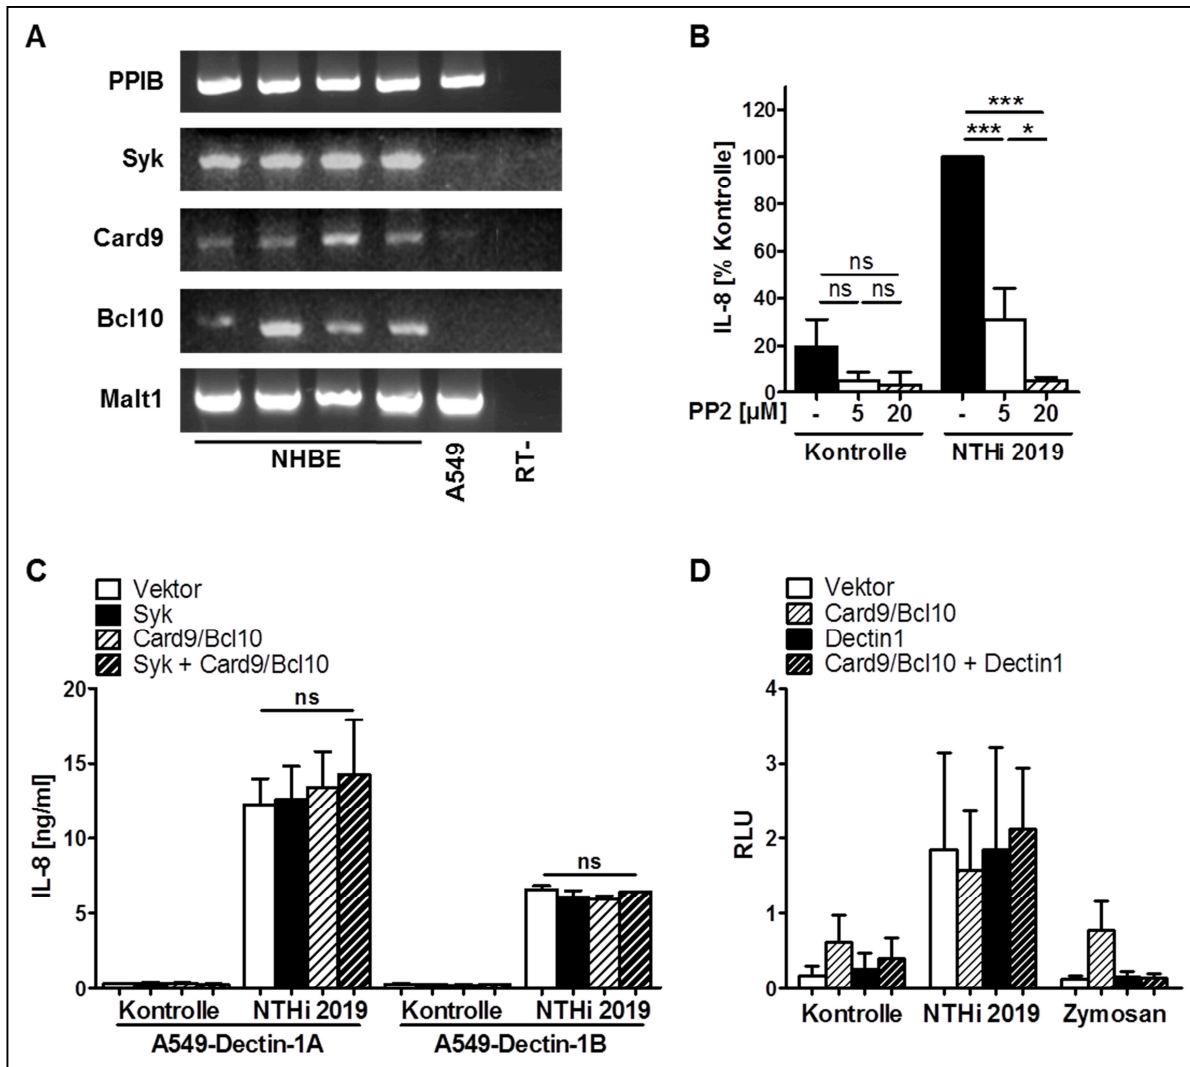 A
PPIB
Syk
Card9
Bcl10
Malt1
NHBE
A549
RT-
B
IL-8 [% Kontrolle]
120
100
80
60
40
20
0
***
*** *
ns
ns ns
PP2 [µM] - 5 20 - 5 20
Kontrolle NTHi 2019
C
Vektor
Syk
Card9/Bcl10
Syk + Card9/Bcl10
IL-8 [ng/ml]
20
15
10
5
0
ns
ns
Kontrolle NTHi 2019 Kontrolle NTHi 2019
A549-Dectin-1A A549-Dectin-1B
D
Vektor
Card9/Bcl10
Dectin1
Card9/Bcl10 + Dectin1
RLU
4
3
2
1
0
Kontrolle NTHi 2019 Zymosan